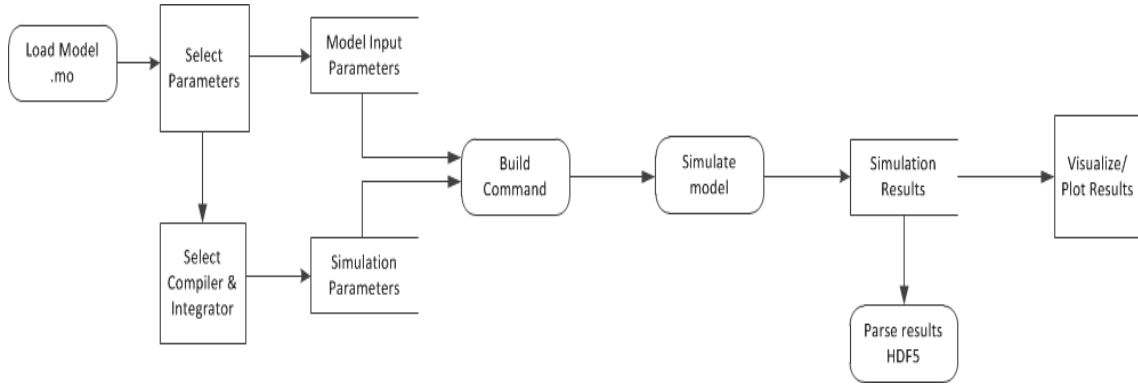 Load Model
.mo
Select
Parameters
Model Input
Parameters
Select
Compiler &
Integrator
Simulation
Parameters
Build
Command
Simulate
model
Simulation
Results
Visualize/
Plot Results
Parse results
HDF5